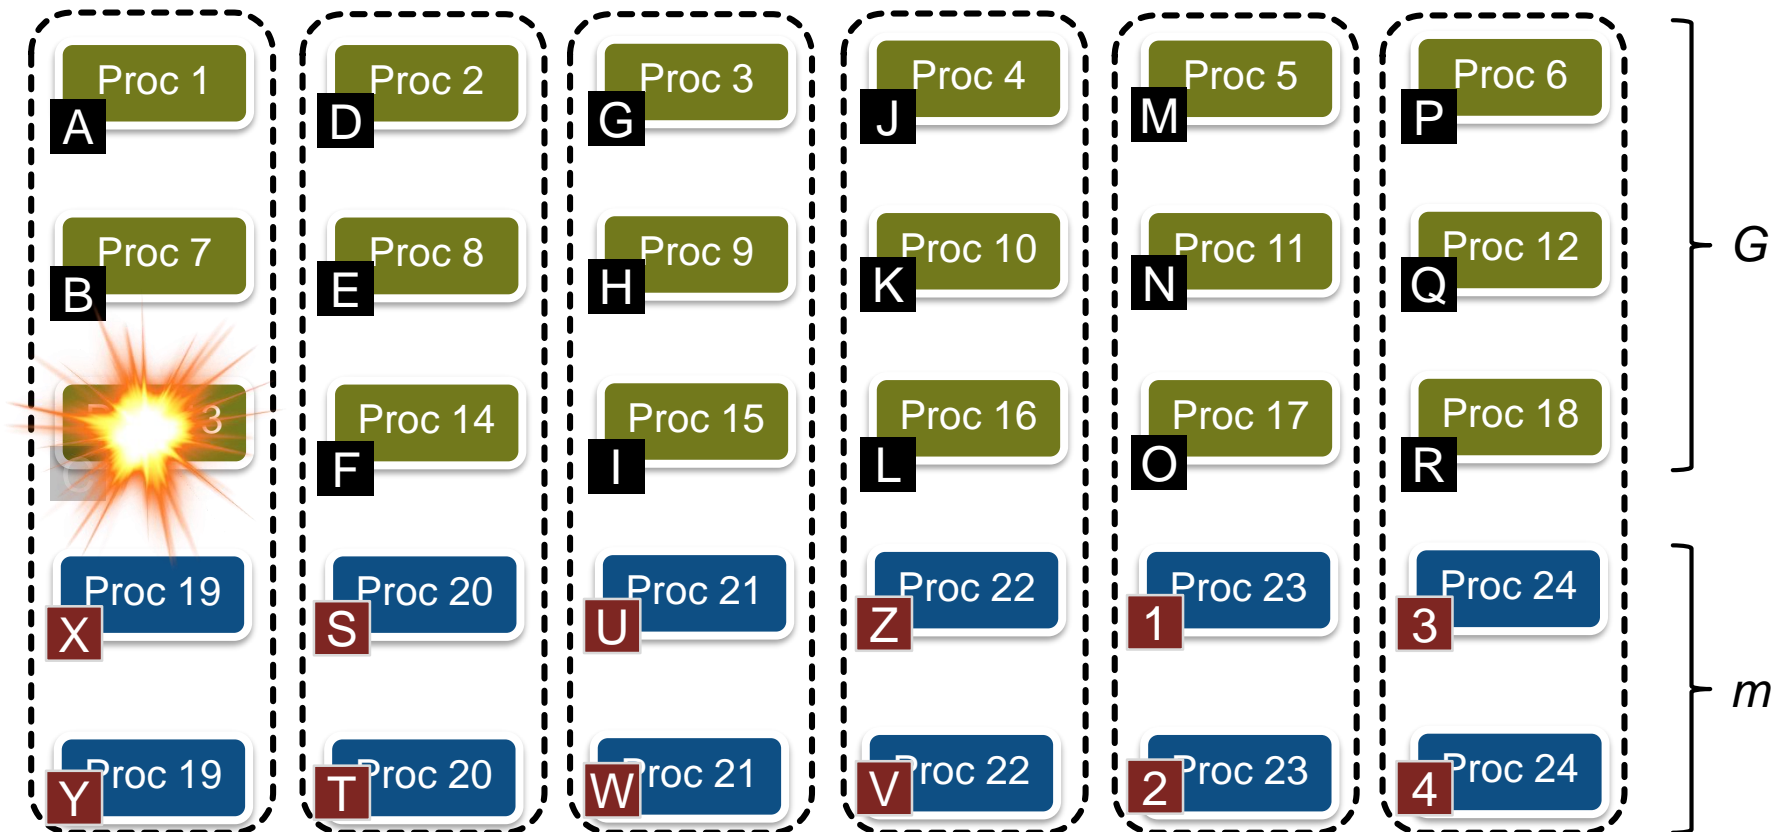 Proc 1 Proc 2 Proc 3 Proc 4 Proc 5 Proc 6
A D G J M P
Proc 7 Proc 8 Proc 9 Proc 10 Proc 11 Proc 12 G
B E H K N Q
3 Proc 14 Proc 15 Proc 16 Proc 17 Proc 18
F I L O R
Proc 19 Proc 20 Proc 21 Proc 22 Proc 23 Proc 24
X S U Z 1 3
m
Proc 19 Proc 20 Proc 21 Proc 22 Proc 23 Proc 24
Y T W V 2 4